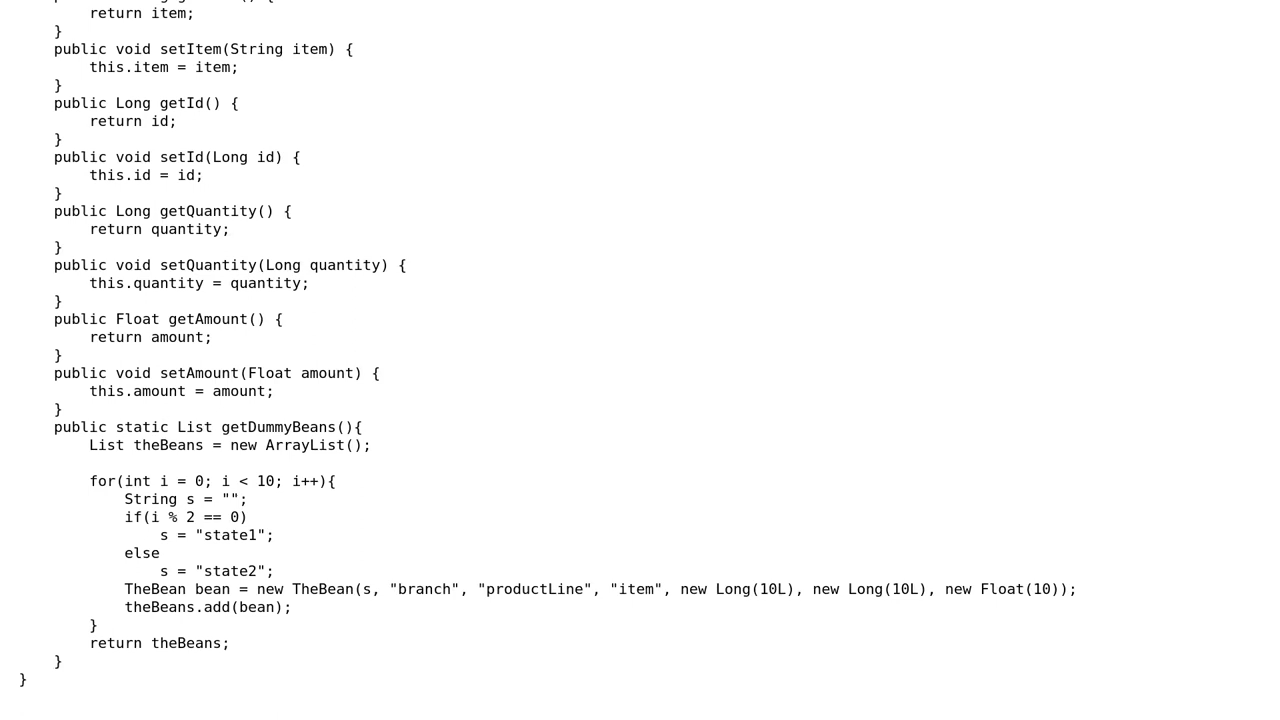 return item;
}
public void setItem(String item) {
this.item = item;
}
public Long getId() {
return id;
}
public void setId(Long id) {
this.id = id;
}
public Long getQuantity() {
return quantity;
}
public void setQuantity(Long quantity) {
this.quantity = quantity;
}
public Float getAmount() {
return amount;
}
public void setAmount(Float amount) {
this.amount = amount;
}
public static List getDummyBeans(){
List theBeans = new ArrayList();
for(int i = 0; i < 10; i++){
String s = "";
if(i % 2 == 0)
s = "state1";
else
s = "state2";
TheBean bean = new TheBean(s, "branch", "productLine", "item", new Long(10L), new Long(10L), new Float(10));
theBeans.add(bean);
}
return theBeans;
}
}